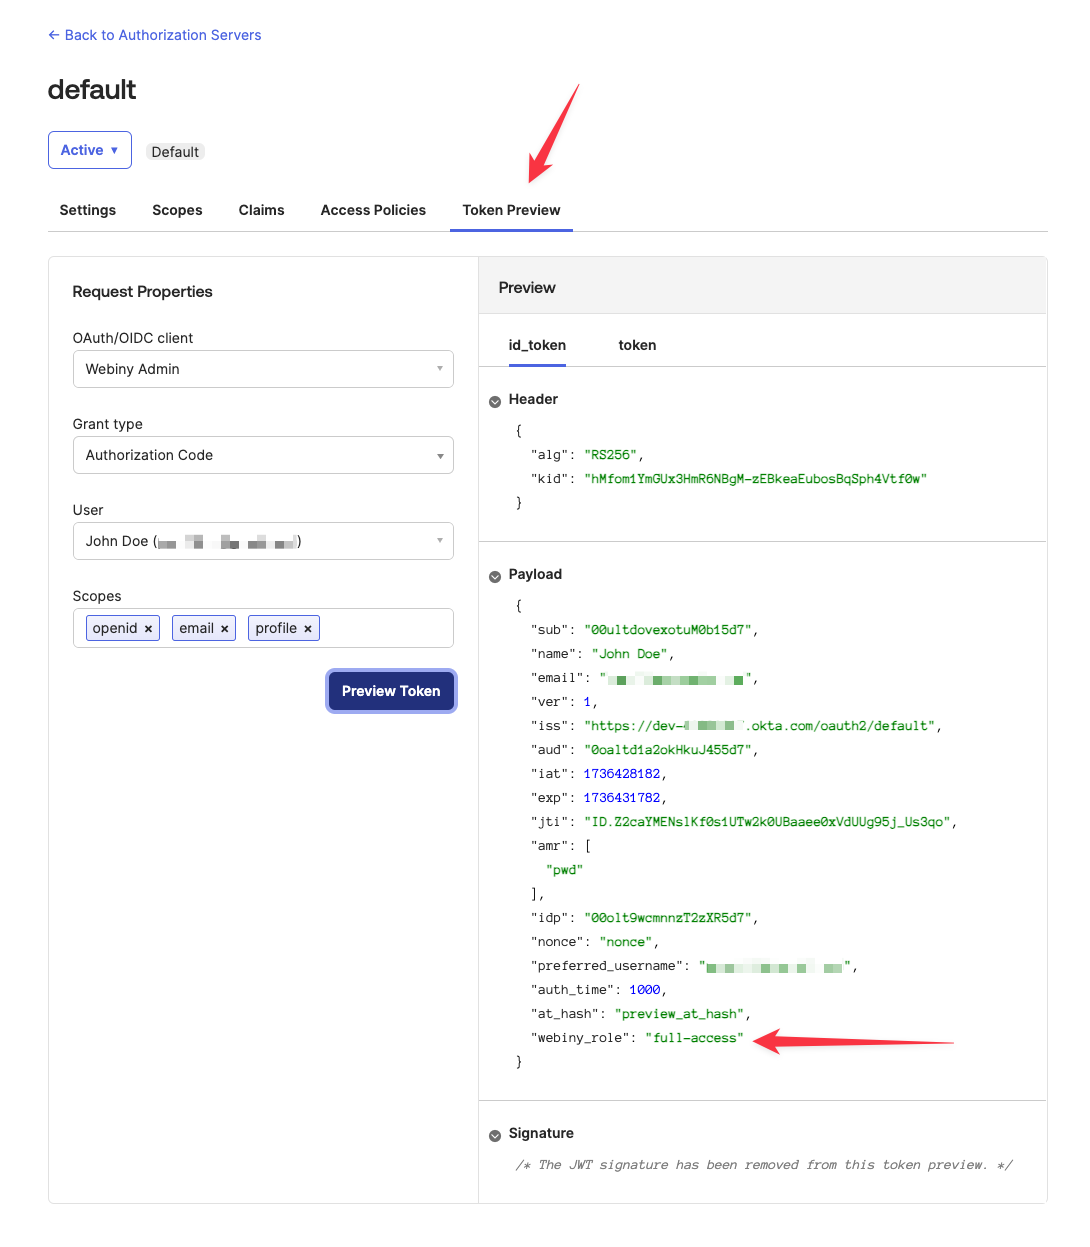 ← Back to Authorization Servers
default
Active ▼ Default
Settings Scopes Claims Access Policies Token Preview
Request Properties
OAuth/OIDC client
Webiny Admin
Grant type
Authorization Code
User
John Doe ( )
Scopes
openid × email × profile ×
Preview Token
Preview
id_token token
Header
{
"alg": "RS256",
"kid": "hMfom1YmGUx3HmR6NBgM-zEBkeaEubosBqSph4Vtf0w"
}
Payload
{
"sub": "00ultdovexotuM0b15d7",
"name": "John Doe",
"email": " ",
"ver": 1,
"iss": "https://dev- .okta.com/oauth2/default",
"aud": "0oaltd1a2okHkuJ455d7",
"iat": 1736428182,
"exp": 1736431782,
"jti": "ID.Z2caYMENslKf0s1UTw2k0UBaaee0xVdUUg95j_Us3qo",
"amr": [
"pwd"
],
"idp": "00olt9wcmnnzT2zXR5d7",
"nonce": "nonce",
"preferred_username": " ",
"auth_time": 1000,
"at_hash": "preview_at_hash",
"webiny_role": "full-access"
}
Signature
/* The JWT signature has been removed from this token preview. */